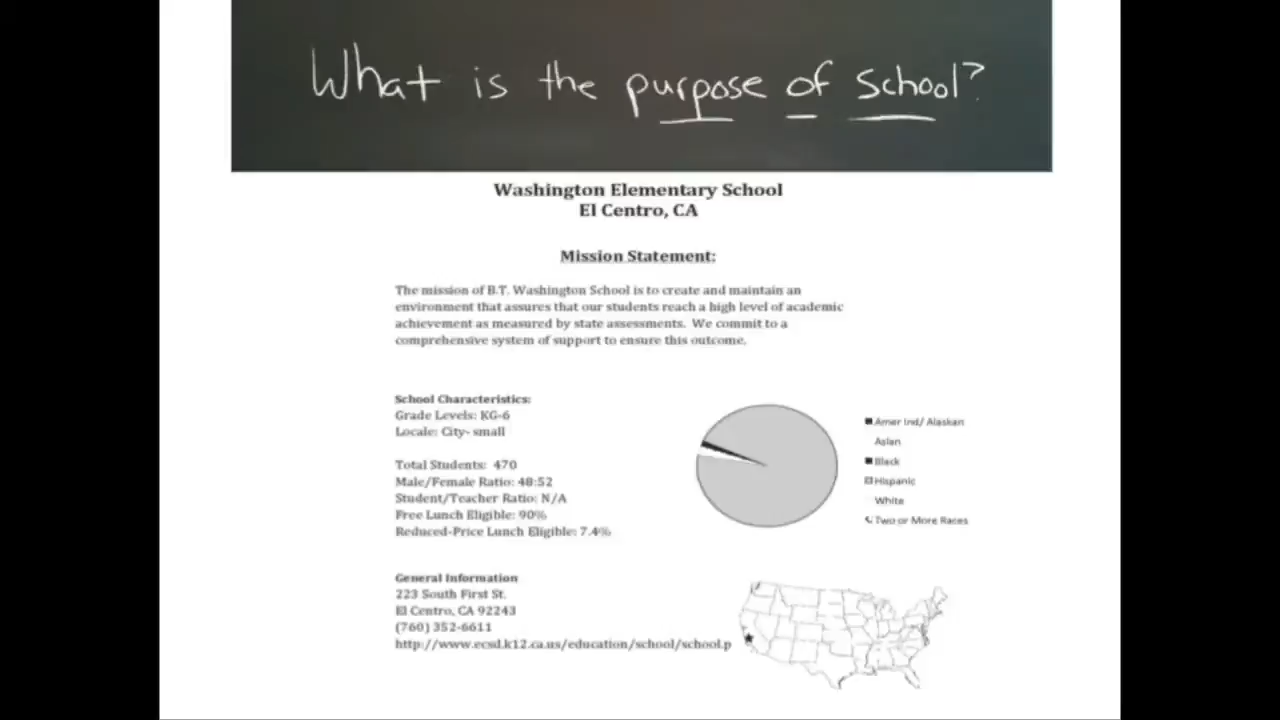 What is the purpose of school?
Washington Elementary School
El Centro, CA
Mission Statement:
The mission of B.T. Washington School is to create and maintain an
environment that assures that our students reach a high level of academic
achievement as measured by state assessments. We commit to a
comprehensive system of support to ensure this outcome.
School Characteristics:
Grade Levels: KG-6
Locale: City- small
Total Students: 470
Male/Female Ratio: 48:52
Student/Teacher Ratio: N/A
Free Lunch Eligible: 90%
Reduced-Price Lunch Eligible: 7.4%
Amer Ind/ Alaskan
Asian
Black
Hispanic
White
Two or More Races
General Information
223 South First St.
El Centro, CA 92243
(760) 352-6611
http://www.ecsd.k12.ca.us/education/school/school.p